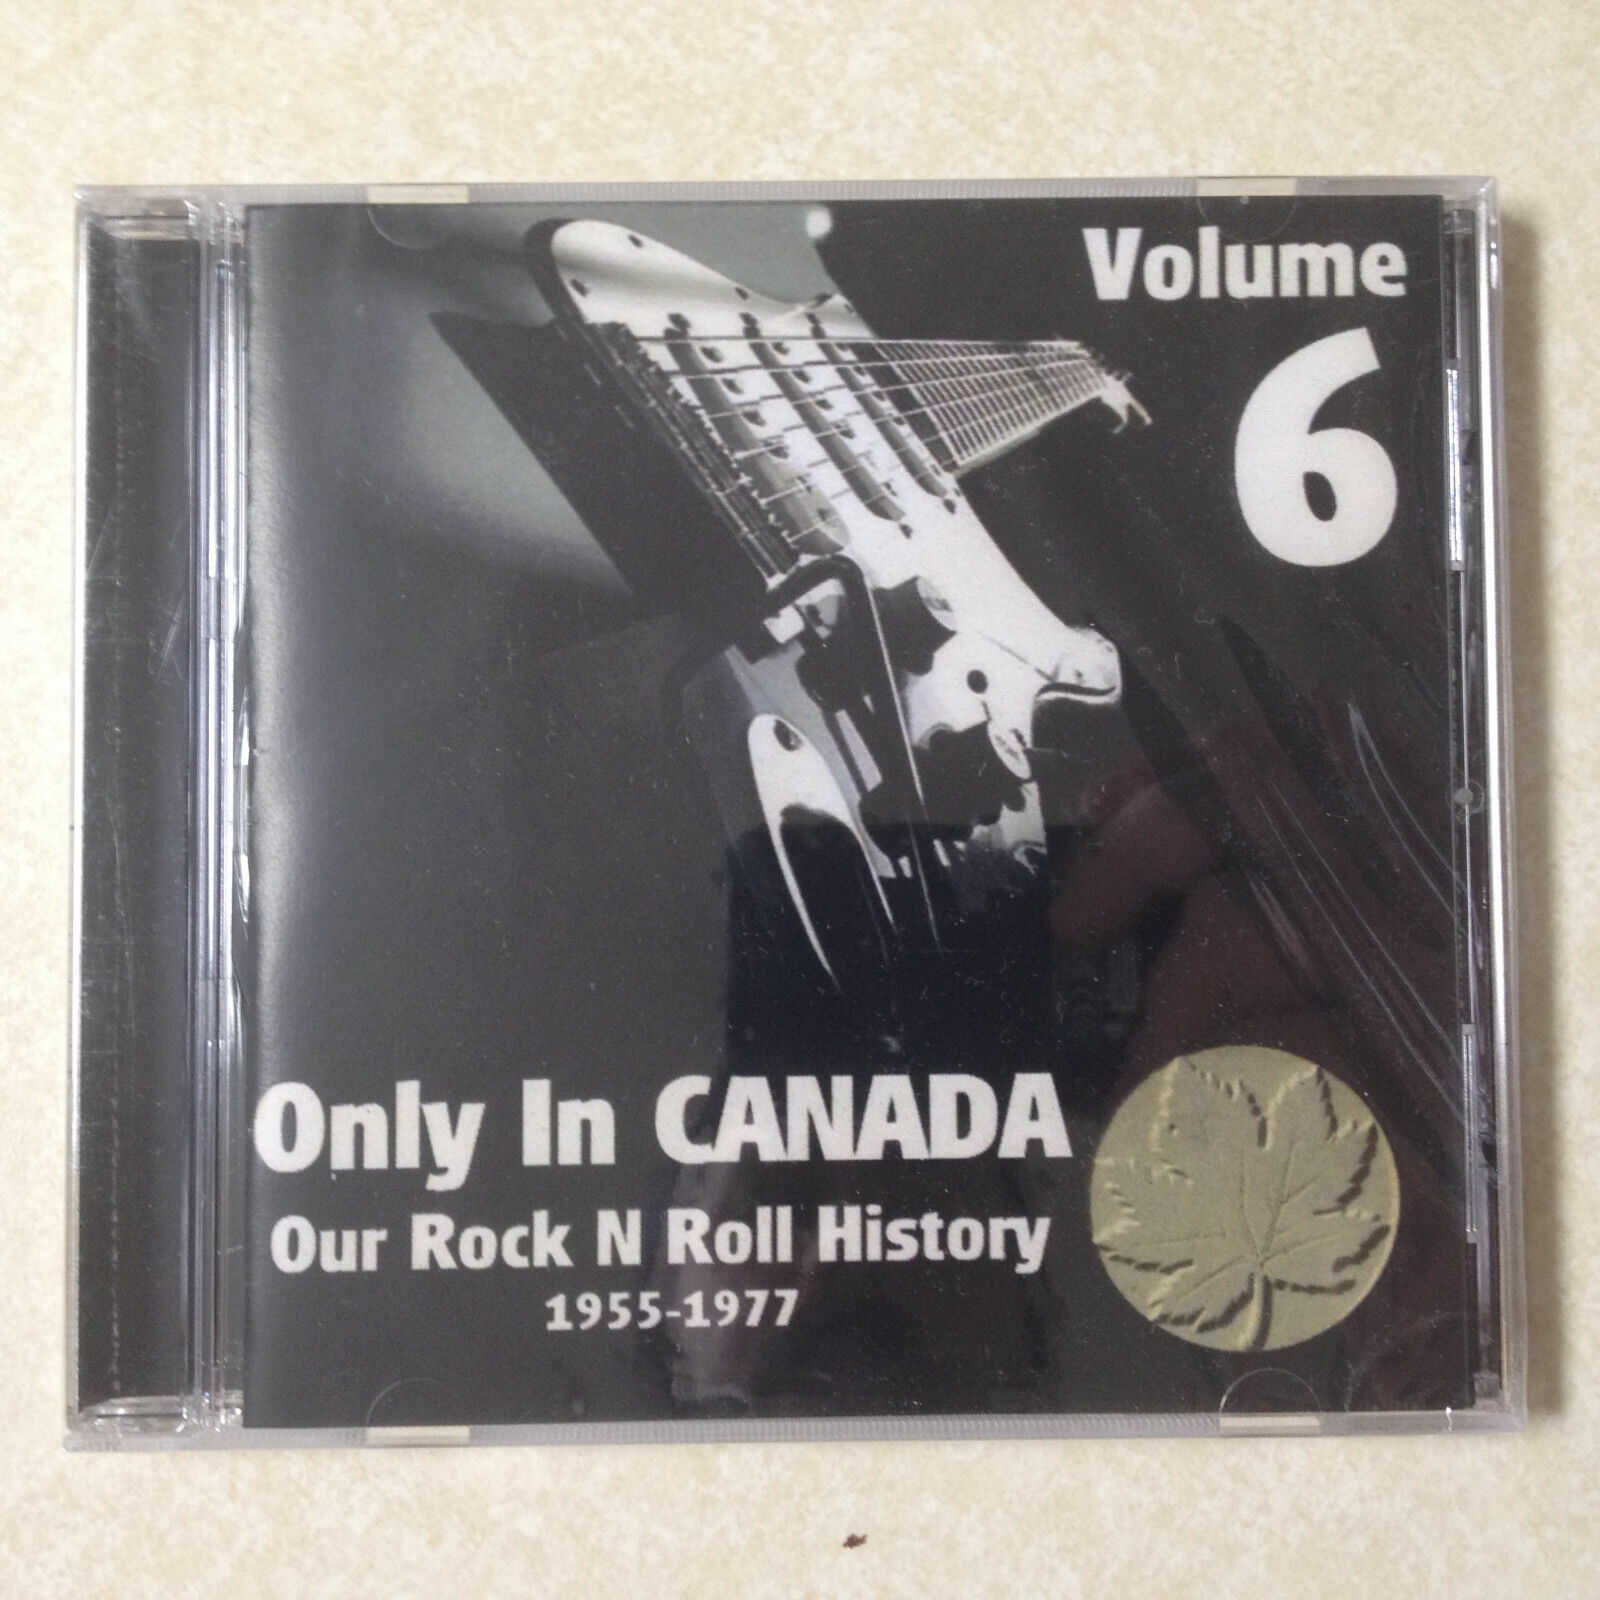 Volume
6
Only In CANADA
Our Rock N Roll History
1955-1977